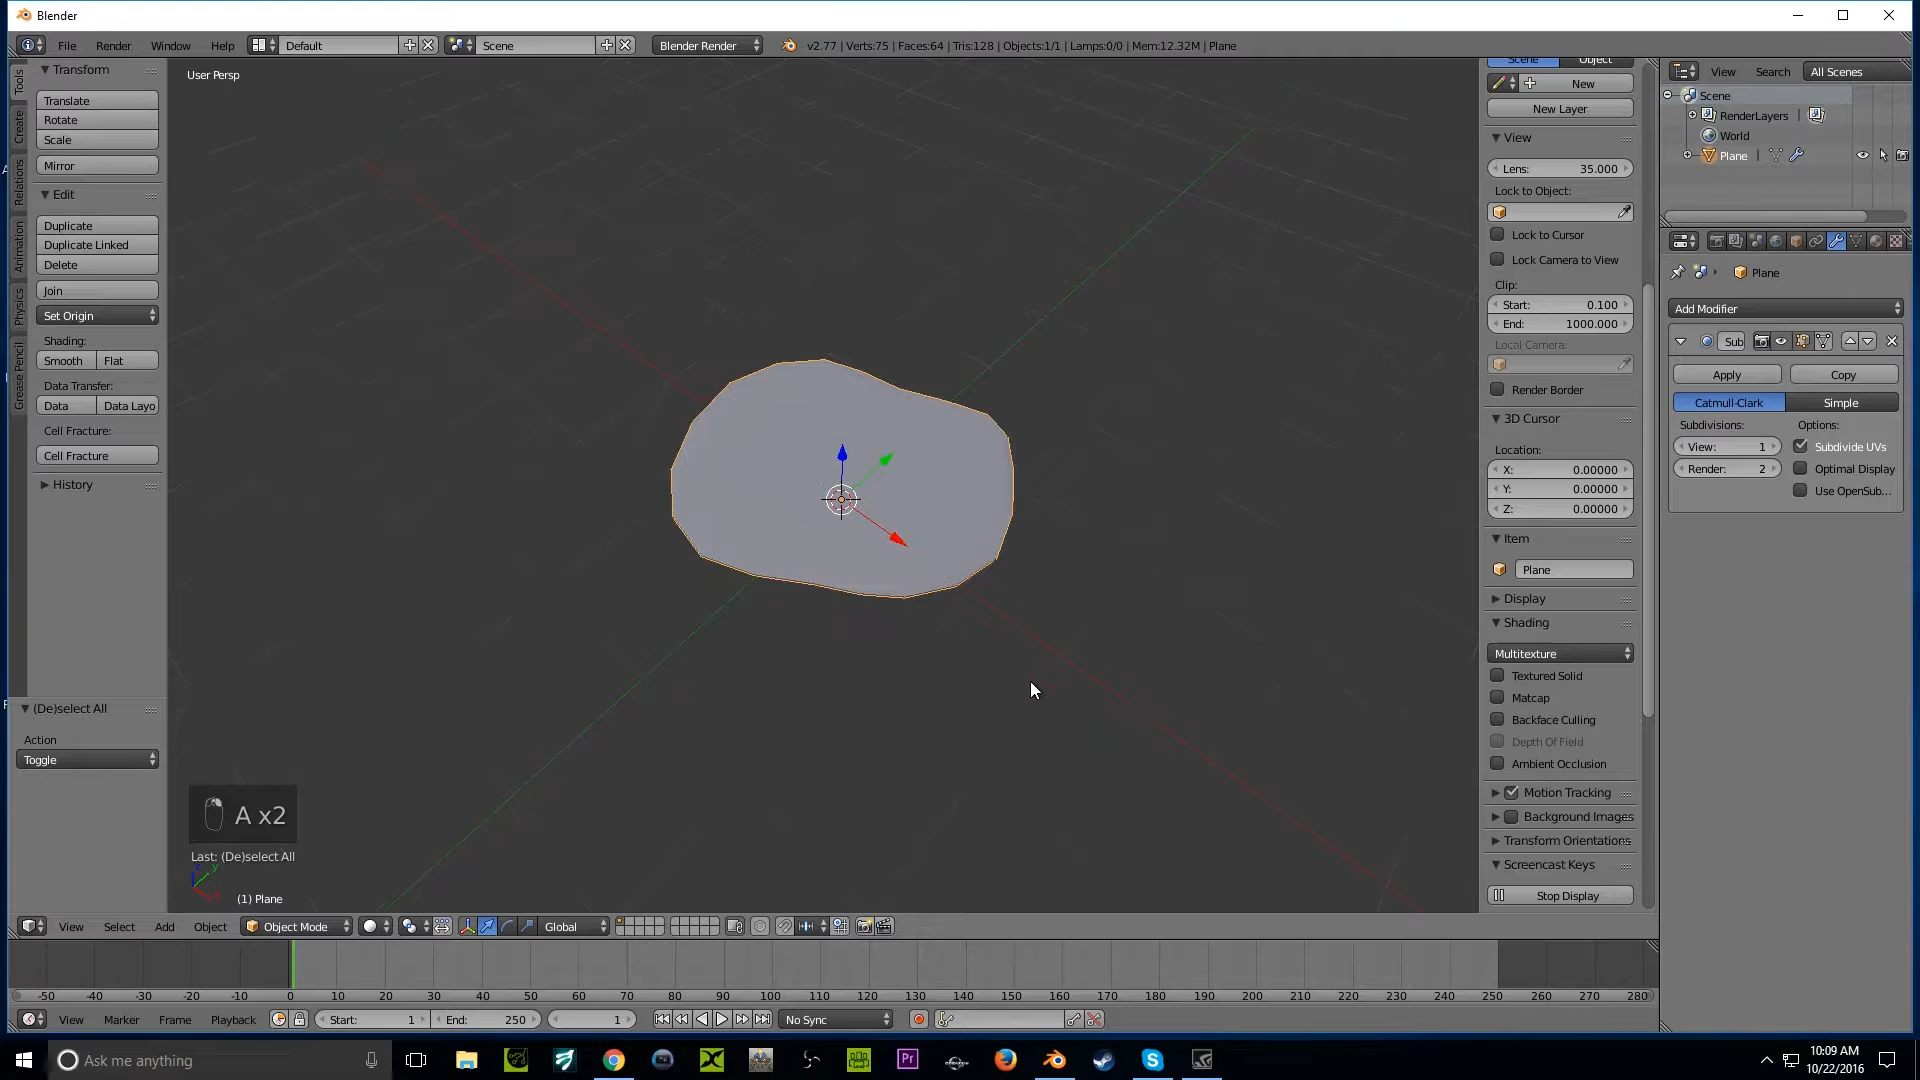 Blender
File Render Window Help Default Scene Blender Render v2.77 | Verts:75 | Faces:64 | Tris:128 | Objects:1/1 | Lamps:0/0 | Mem:12.32M | Plane
Tools
Create
Relations
Animation
Physics
Grease Pencil
Transform
Translate
Rotate
Scale
Mirror
Edit
Duplicate
Duplicate Linked
Delete
Join
Set Origin
Shading:
Smooth Flat
Data Transfer:
Data Data Layo
Cell Fracture:
Cell Fracture
History
(De)select All
Action
Toggle
User Persp
A x2
Last: (De)select All
(1) Plane
Scene Object
New
New Layer
View
Lens: 35.000
Lock to Object:
Lock to Cursor
Lock Camera to View
Clip:
Start: 0.100
End: 1000.000
Local Camera:
Render Border
3D Cursor
Location:
X: 0.00000
Y: 0.00000
Z: 0.00000
Item
Plane
Display
Shading
Multitexture
Textured Solid
Matcap
Backface Culling
Depth Of Field
Ambient Occlusion
Motion Tracking
Background Images
Transform Orientations
Screencast Keys
Stop Display
View Search All Scenes
Scene
RenderLayers
World
Plane
Plane
Add Modifier
Sub
Apply Copy
Catmull-Clark Simple
Subdivisions: Options:
View: 1 Subdivide UVs
Render: 2 Optimal Display
Use OpenSub...
View Select Add Object Object Mode Global
-50 -40 -30 -20 -10 0 10 20 30 40 50 60 70 80 90 100 110 120 130 140 150 160 170 180 190 200 210 220 230 240 250 260 270 280
View Marker Frame Playback Start: 1 End: 250 1 No Sync
Ask me anything
Pr
10:09 AM
10/22/2016